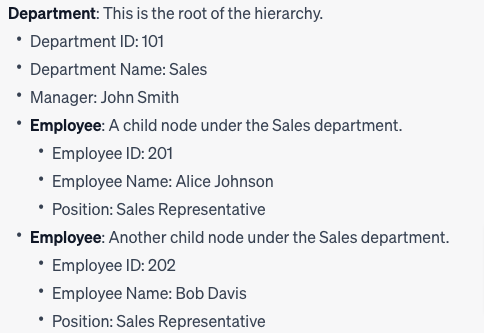 Department: This is the root of the hierarchy.
• Department ID: 101
• Department Name: Sales
• Manager: John Smith
• Employee: A child node under the Sales department.
• Employee ID: 201
• Employee Name: Alice Johnson
• Position: Sales Representative
• Employee: Another child node under the Sales department.
• Employee ID: 202
• Employee Name: Bob Davis
• Position: Sales Representative